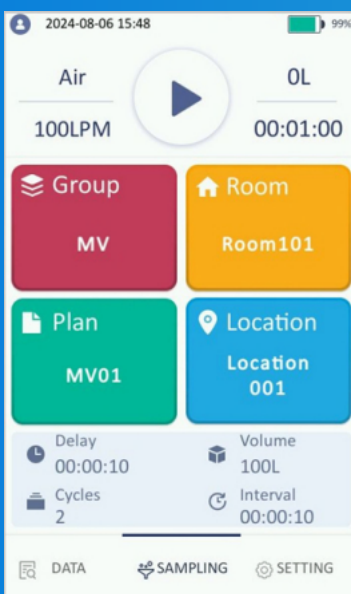 2024-08-06 15:48
99%
Air
0L
100LPM
00:01:00
Group
MV
Room
Room101
Plan
MV01
Location
Location
001
Delay
00:00:10
Volume
100L
Cycles
2
Interval
00:00:10
DATA
SAMPLING
SETTING